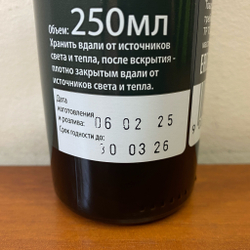 Объем: 250МЛ
Хранить вдали от источников
света и тепла, после вскрытия -
плотно закрытым вдали от
источников света и тепла.
Дата
изготовления
и розлива: 06 02 25
Срок годности до: 30 03 26